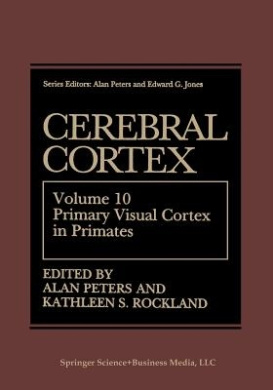 Series Editors: Alan Peters and Edward G. Jones
CEREBRAL
CORTEX
Volume 10
Primary Visual Cortex
in Primates
EDITED BY
ALAN PETERS AND
KATHLEEN S. ROCKLAND
Springer Science+Business Media, LLC